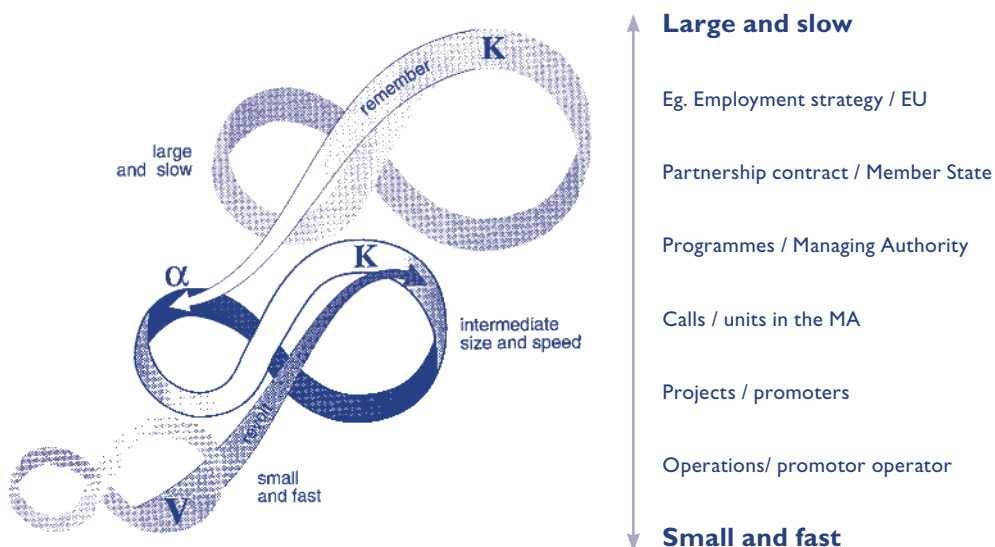 K
remember
large
and slow
α
K
intermediate
size and speed
revolt
small
and fast
V
Large and slow
Eg. Employment strategy / EU
Partnership contract / Member State
Programmes / Managing Authority
Calls / units in the MA
Projects / promoters
Operations/ promotor operator
Small and fast